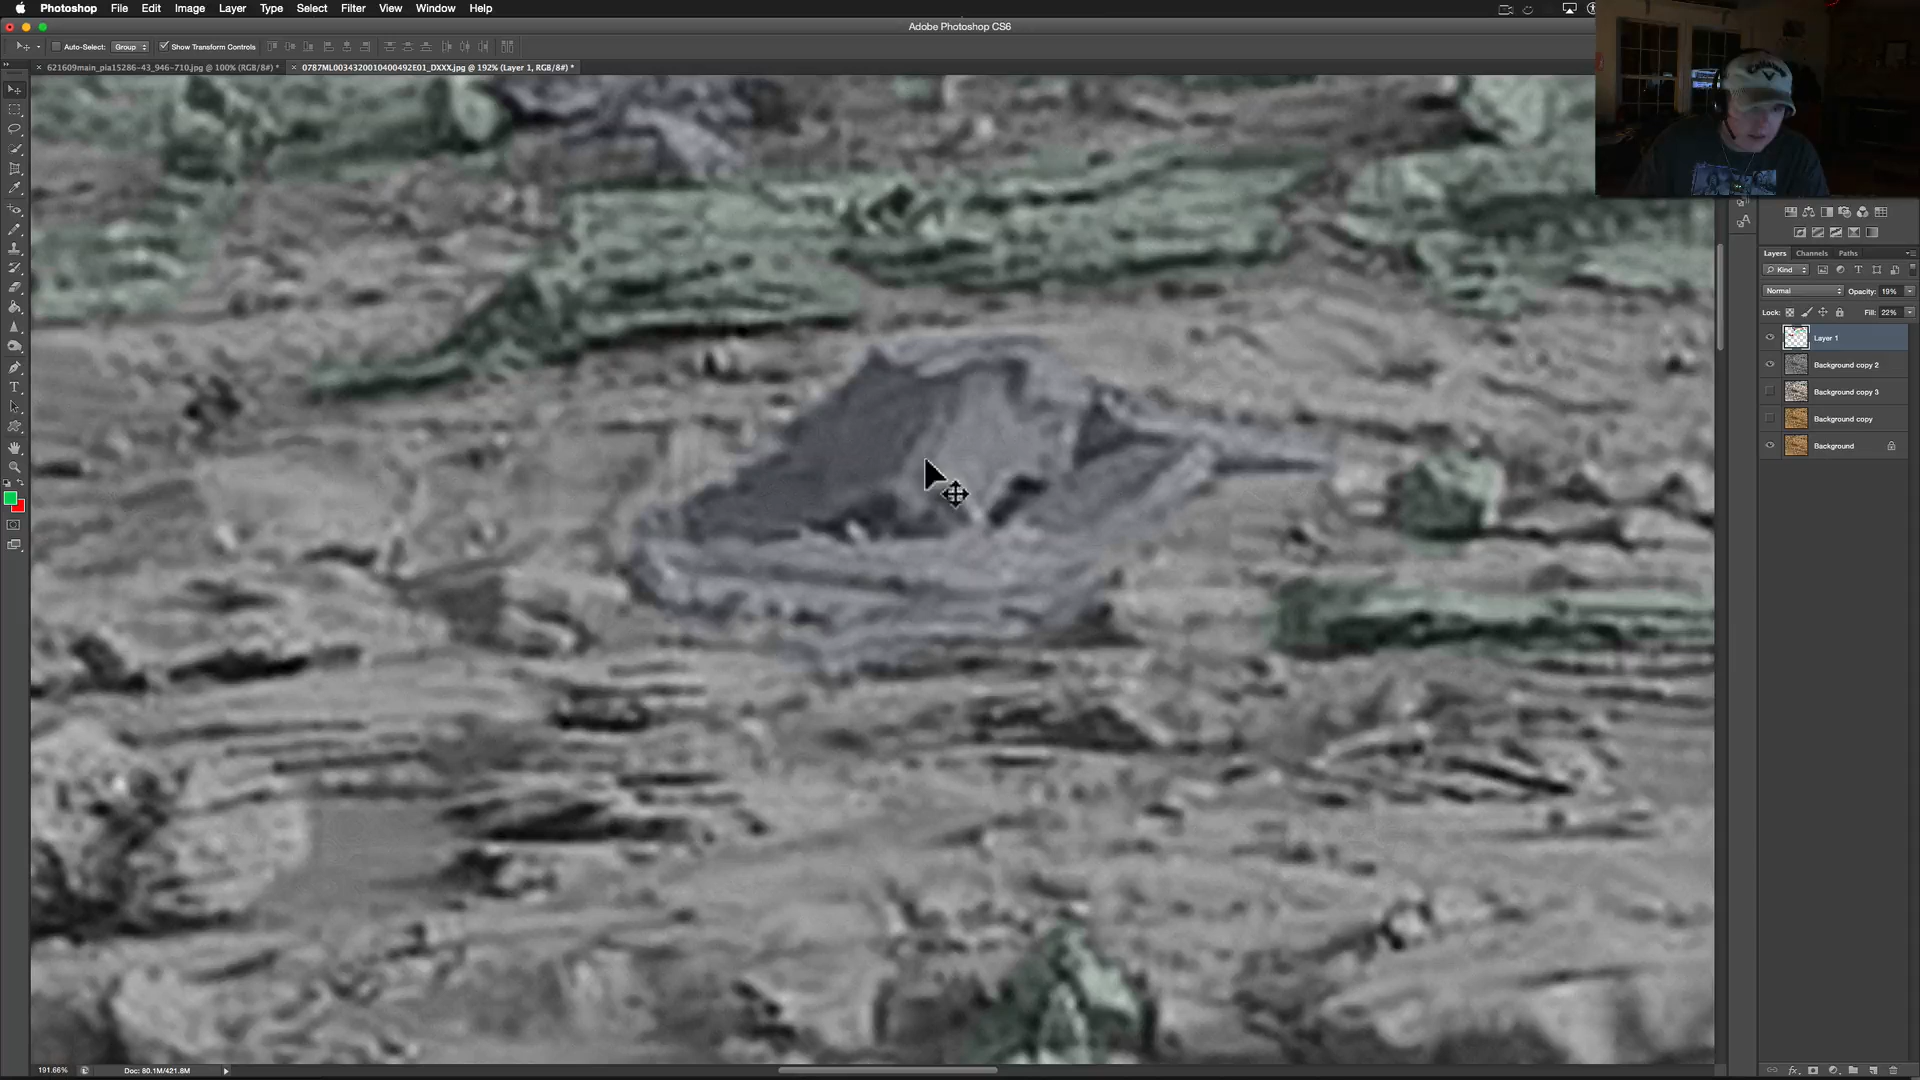 Photoshop File Edit Image Layer Type Select Filter View Window Help
Adobe Photoshop CS6
Auto-Select: Group Show Transform Controls
× 621609main_pia15286-43_946-710.jpg @ 100% (RGB/8#) * × 0787ML0034320010400492E01_DXXX.jpg @ 192% (Layer 1, RGB/8#) *
Layers Channels Paths
Kind
Normal Opacity: 19%
Lock: Fill: 22%
Layer 1
Background copy 2
Background copy 3
Background copy
Background
191.66% Doc: 80.1M/421.8M